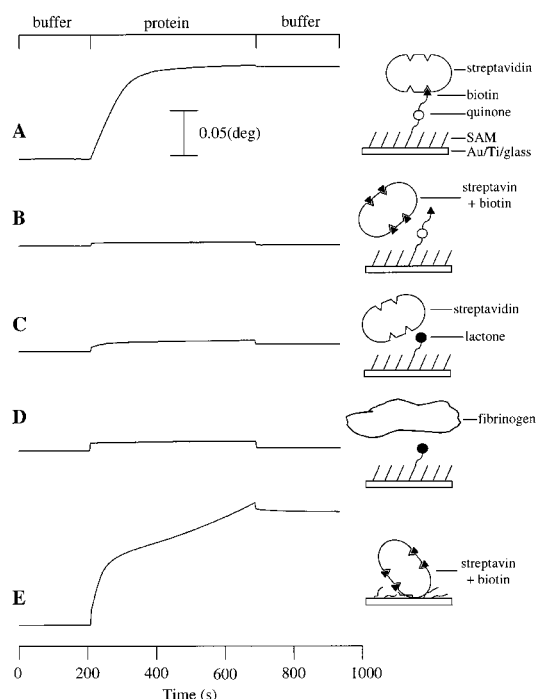 buffer protein buffer
A
0.05(deg)
streptavidin
biotin
quinone
SAM
Au/Ti/glass
B
streptavin
+ biotin
C
streptavidin
lactone
D
fibrinogen
E
streptavin
+ biotin
0 200 400 600 800 1000
Time (s)